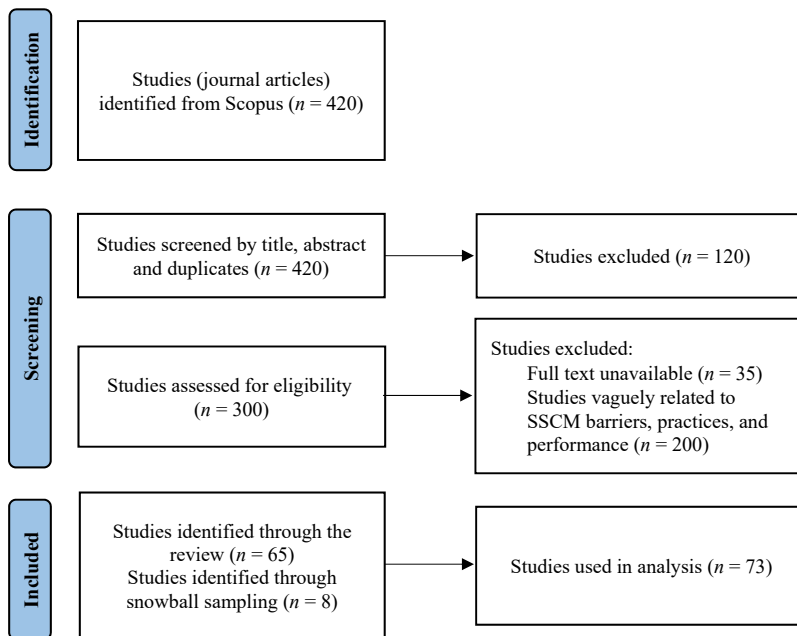 Identification
Studies (journal articles)
identified from Scopus (n = 420)
Screening
Studies screened by title, abstract
and duplicates (n = 420)
Studies excluded (n = 120)
Studies assessed for eligibility
(n = 300)
Studies excluded:
Full text unavailable (n = 35)
Studies vaguely related to
SSCM barriers, practices, and
performance (n = 200)
Included
Studies identified through the
review (n = 65)
Studies identified through
snowball sampling (n = 8)
Studies used in analysis (n = 73)